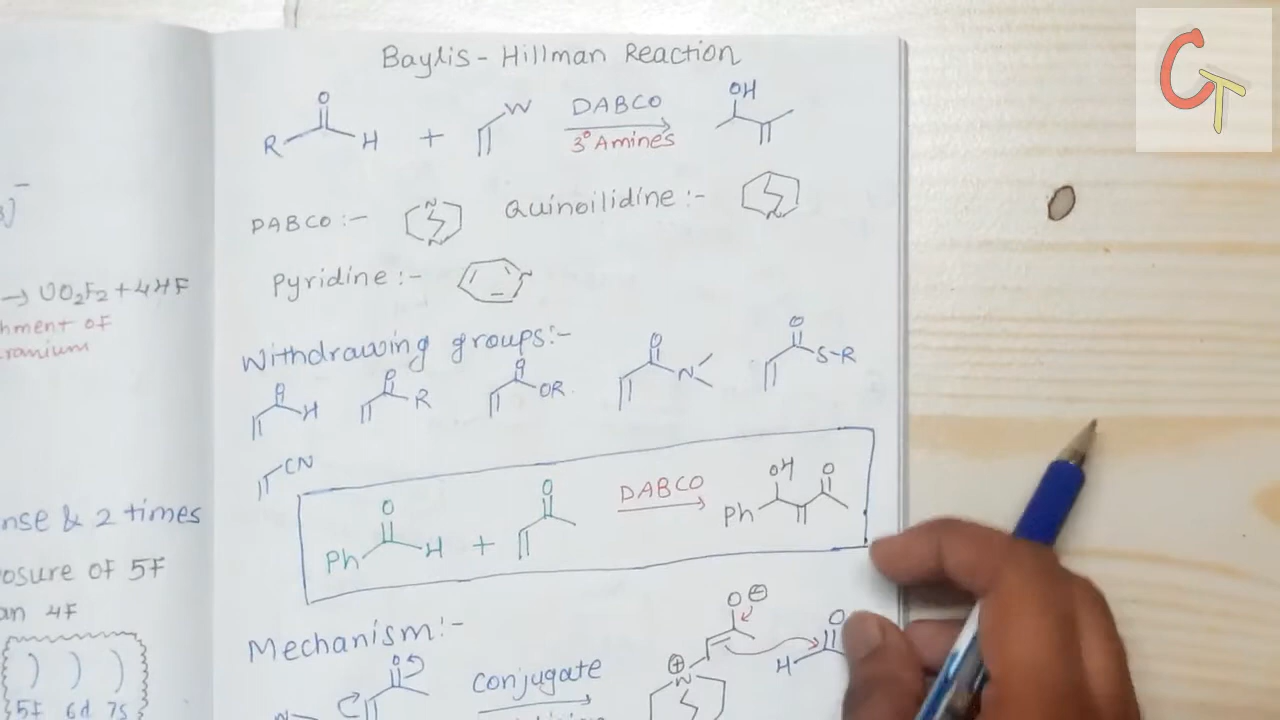 CT
Baylis - Hillman Reaction
R O H + W DABCO OH
3° Amines
DABCO :- N N Quinoilidine :- N
Pyridine :- N
Withdrawing groups:-
O H O R O OR O N O S-R
CN
Ph O H + O DABCO Ph OH O
Mechanism:-
O Conjugate ⊕ N O ⊖ H O
→ UO₂F₂ + 4HF
hment of
ranium
nse & 2 times
osure of 5f
an 4f
5f 6d 7s